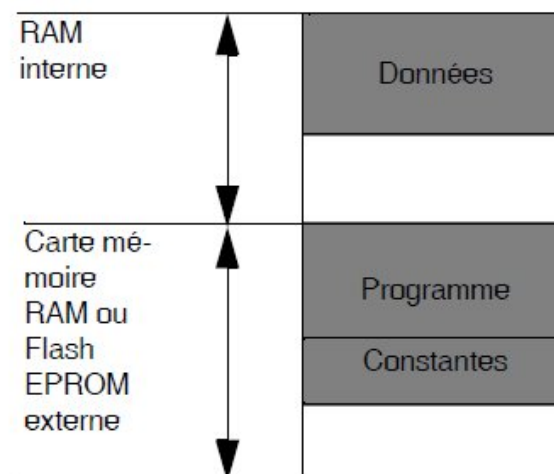 RAM
interne
Données
Carte mé-
moire
RAM ou
Flash
EPROM
externe
Programme
Constantes